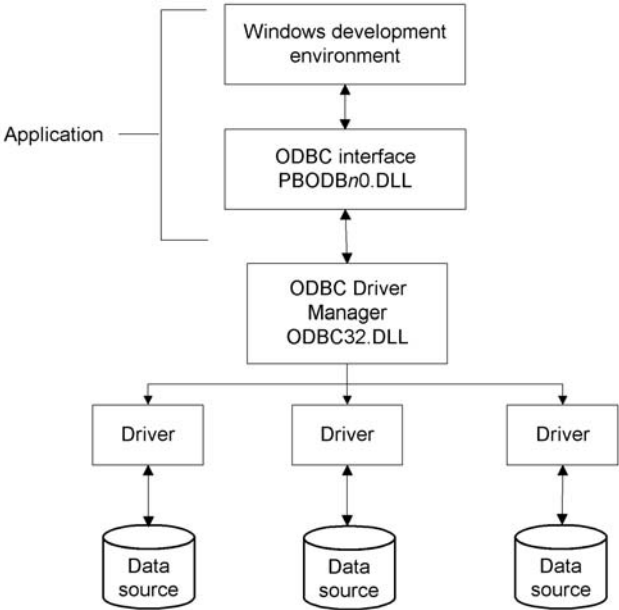 Windows development
environment
Application
ODBC interface
PBODBn0.DLL
ODBC Driver
Manager
ODBC32.DLL
Driver
Driver
Driver
Data
source
Data
source
Data
source